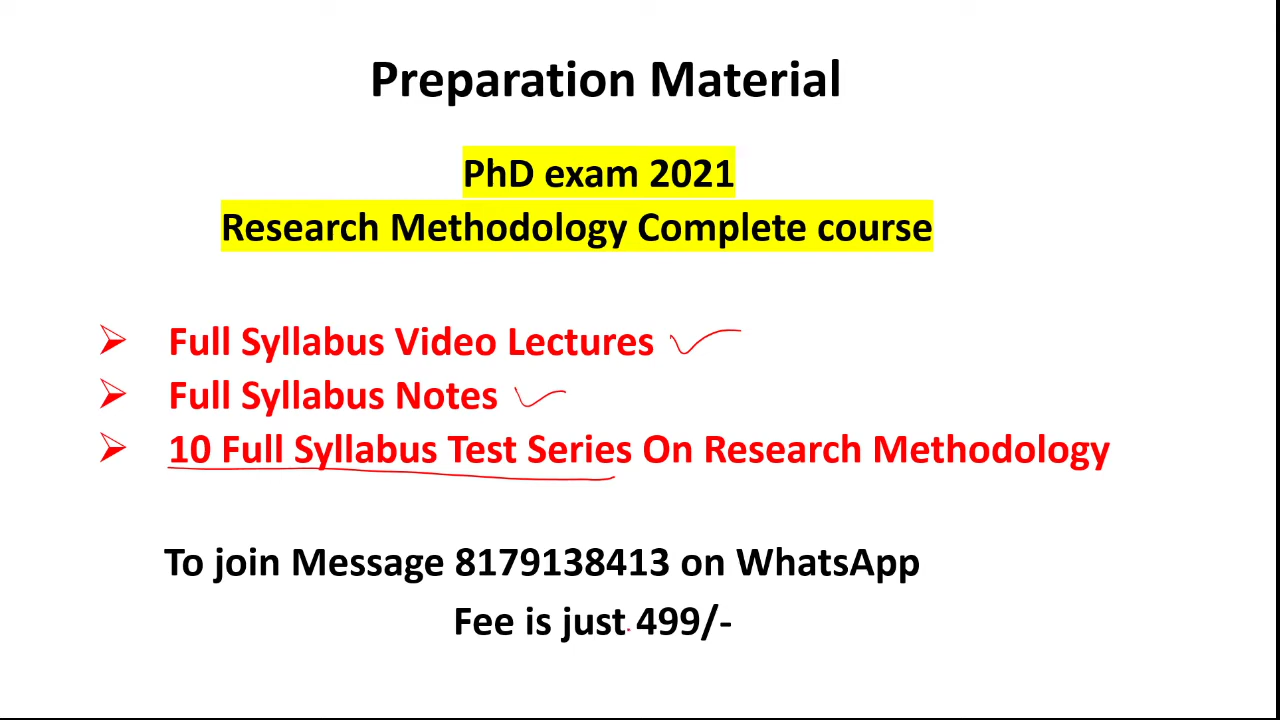 Preparation Material
PhD exam 2021
Research Methodology Complete course
Full Syllabus Video Lectures
Full Syllabus Notes
10 Full Syllabus Test Series On Research Methodology
To join Message 8179138413 on WhatsApp
Fee is just 499/-